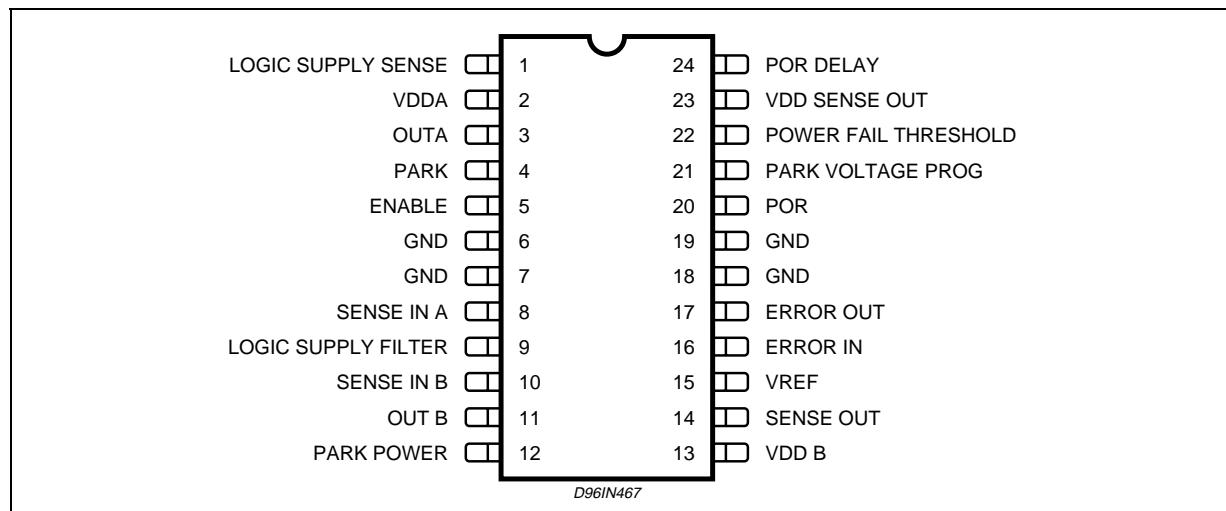 LOGIC SUPPLY SENSE 1 24 POR DELAY
VDDA 2 23 VDD SENSE OUT
OUTA 3 22 POWER FAIL THRESHOLD
PARK 4 21 PARK VOLTAGE PROG
ENABLE 5 20 POR
GND 6 19 GND
GND 7 18 GND
SENSE IN A 8 17 ERROR OUT
LOGIC SUPPLY FILTER 9 16 ERROR IN
SENSE IN B 10 15 VREF
OUT B 11 14 SENSE OUT
PARK POWER 12 13 VDD B
D96IN467